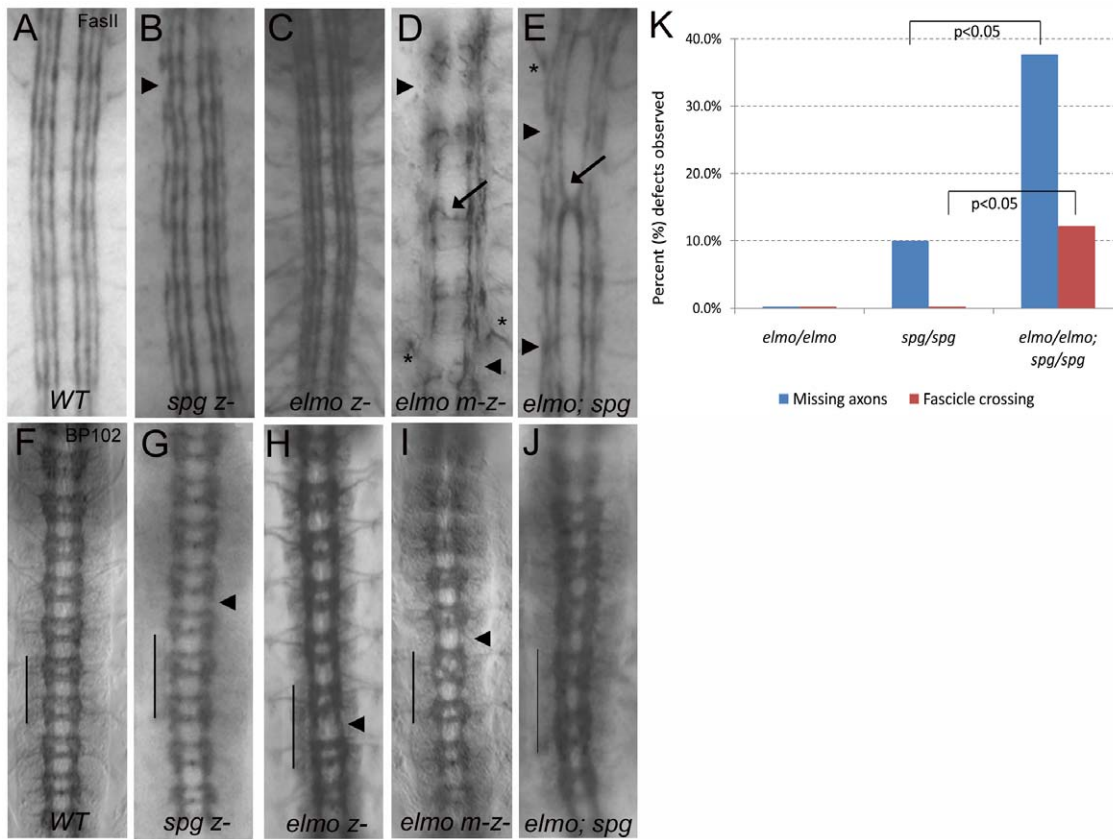 A
FasII
B
C
D
E
*
*
*
WT
spg z-
elmo z-
elmo m-z-
elmo; spg
F
BP102
G
H
I
J
WT
spg z-
elmo z-
elmo m-z-
elmo; spg
K
Percent (%) defects observed
40.0%
30.0%
20.0%
10.0%
0.0%
p<0.05
p<0.05
elmo/elmo
spg/spg
elmo/elmo;
spg/spg
Missing axons
Fascicle crossing